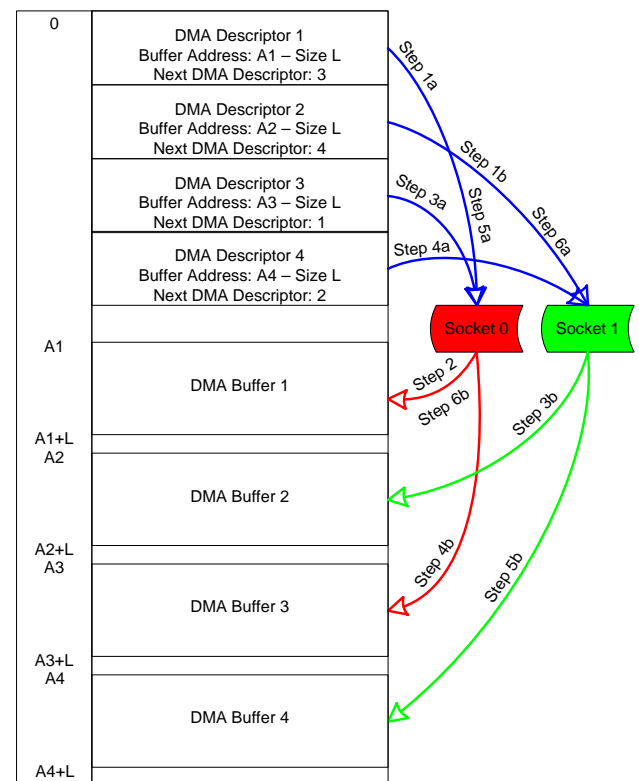 0
DMA Descriptor 1
Buffer Address: A1 – Size L
Next DMA Descriptor: 3
DMA Descriptor 2
Buffer Address: A2 – Size L
Next DMA Descriptor: 4
DMA Descriptor 3
Buffer Address: A3 – Size L
Next DMA Descriptor: 1
DMA Descriptor 4
Buffer Address: A4 – Size L
Next DMA Descriptor: 2
Step 1a
Step 1b
Step 3a
Step 5a
Step 4a
Step 6a
Socket 0
Socket 1
A1
DMA Buffer 1
Step 2
Step 6b
Step 3b
A1+L
A2
DMA Buffer 2
A2+L
A3
Step 4b
Step 5b
DMA Buffer 3
A3+L
A4
DMA Buffer 4
A4+L